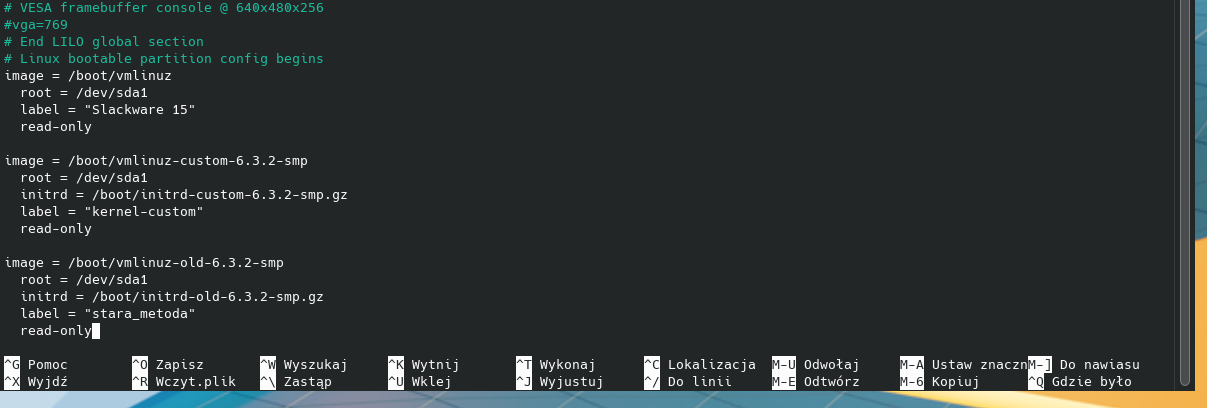 # VESA framebuffer console @ 640x480x256
#vga=769
# End LILO global section
# Linux bootable partition config begins
image = /boot/vmlinuz
  root = /dev/sda1
  label = "Slackware 15"
  read-only

image = /boot/vmlinuz-custom-6.3.2-smp
  root = /dev/sda1
  initrd = /boot/initrd-custom-6.3.2-smp.gz
  label = "kernel-custom"
  read-only

image = /boot/vmlinuz-old-6.3.2-smp
  root = /dev/sda1
  initrd = /boot/initrd-old-6.3.2-smp.gz
  label = "stara_metoda"
  read-only

^G Pomoc ^O Zapisz ^W Wyszukaj ^K Wytnij ^T Wykonaj ^C Lokalizacja M-U Odwołaj M-A Ustaw znaczn M-] Do nawiasu
^X Wyjdź ^R Wczyt.plik ^\ Zastąp ^U Wklej ^J Wyjustuj ^/ Do linii M-E Odtwórz M-6 Kopiuj ^Q Gdzie było